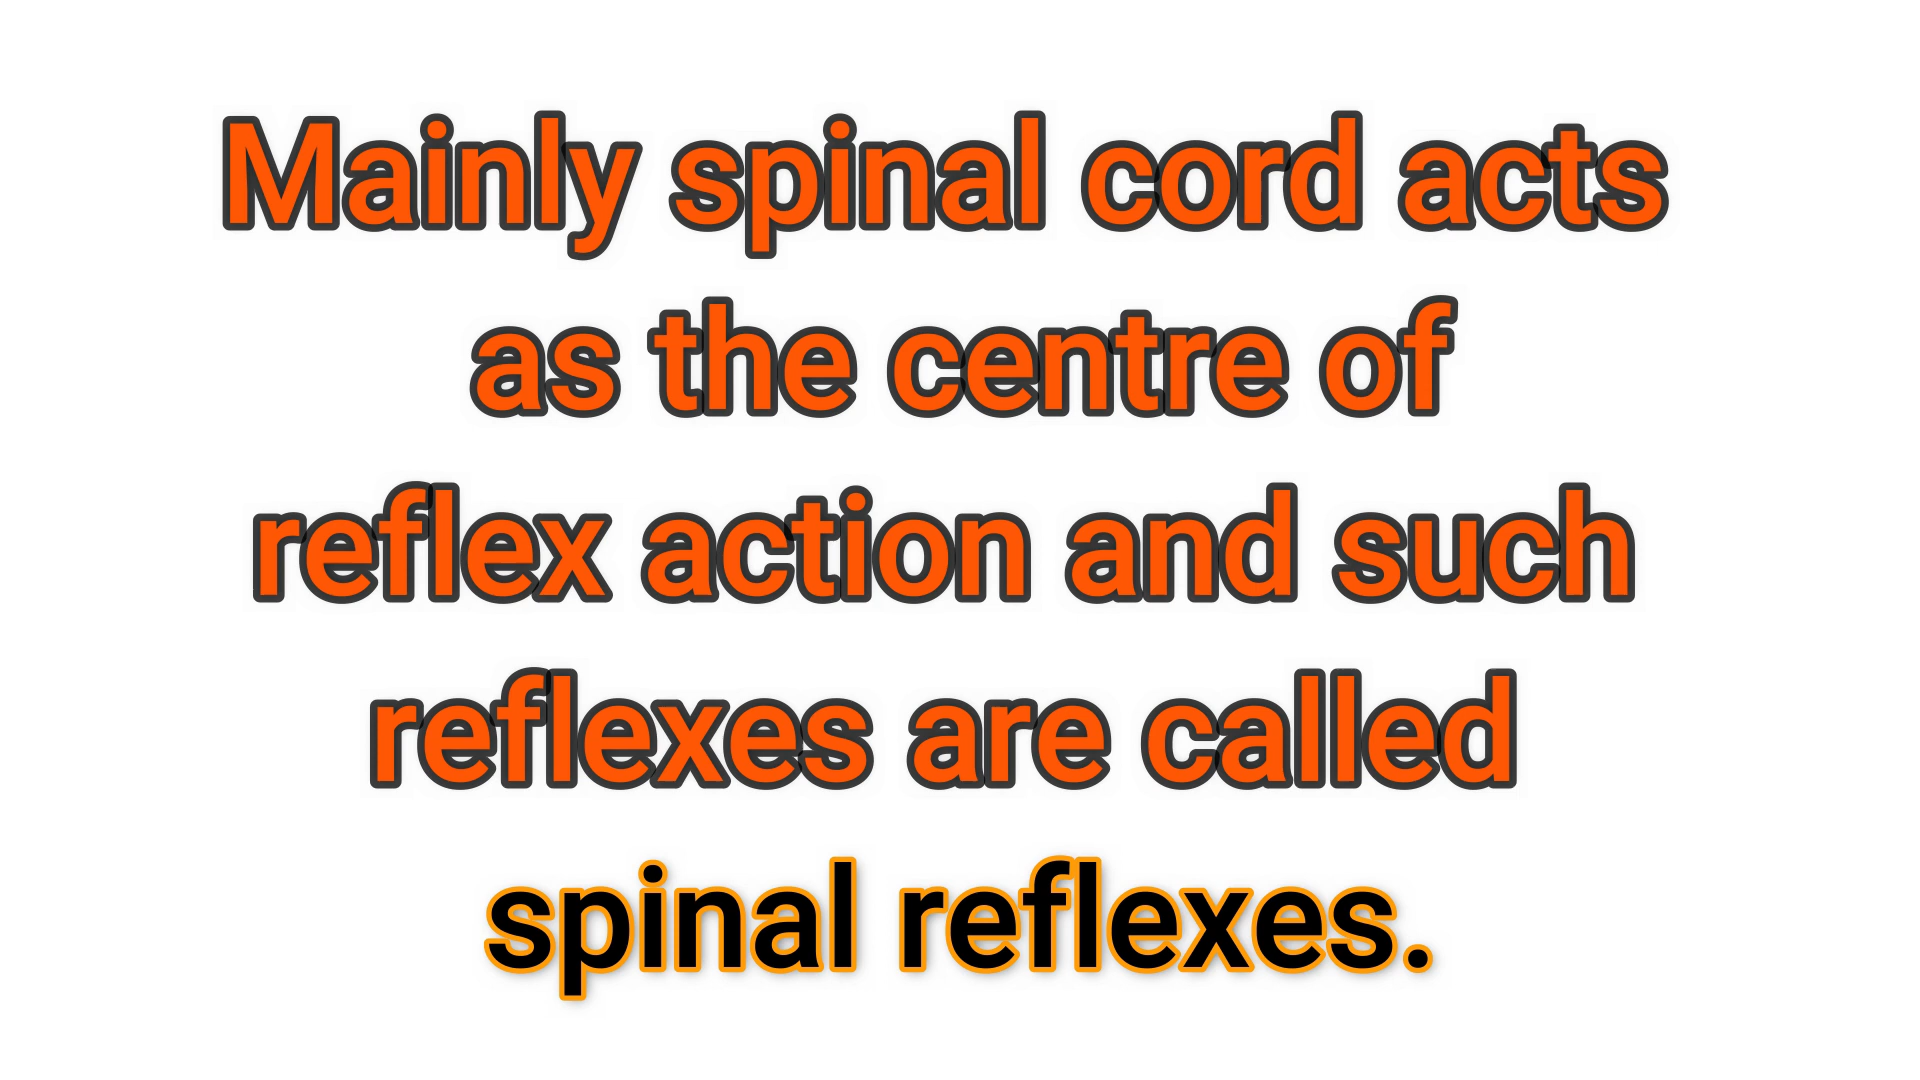 Mainly spinal cord acts
as the centre of
reflex action and such
reflexes are called
spinal reflexes.